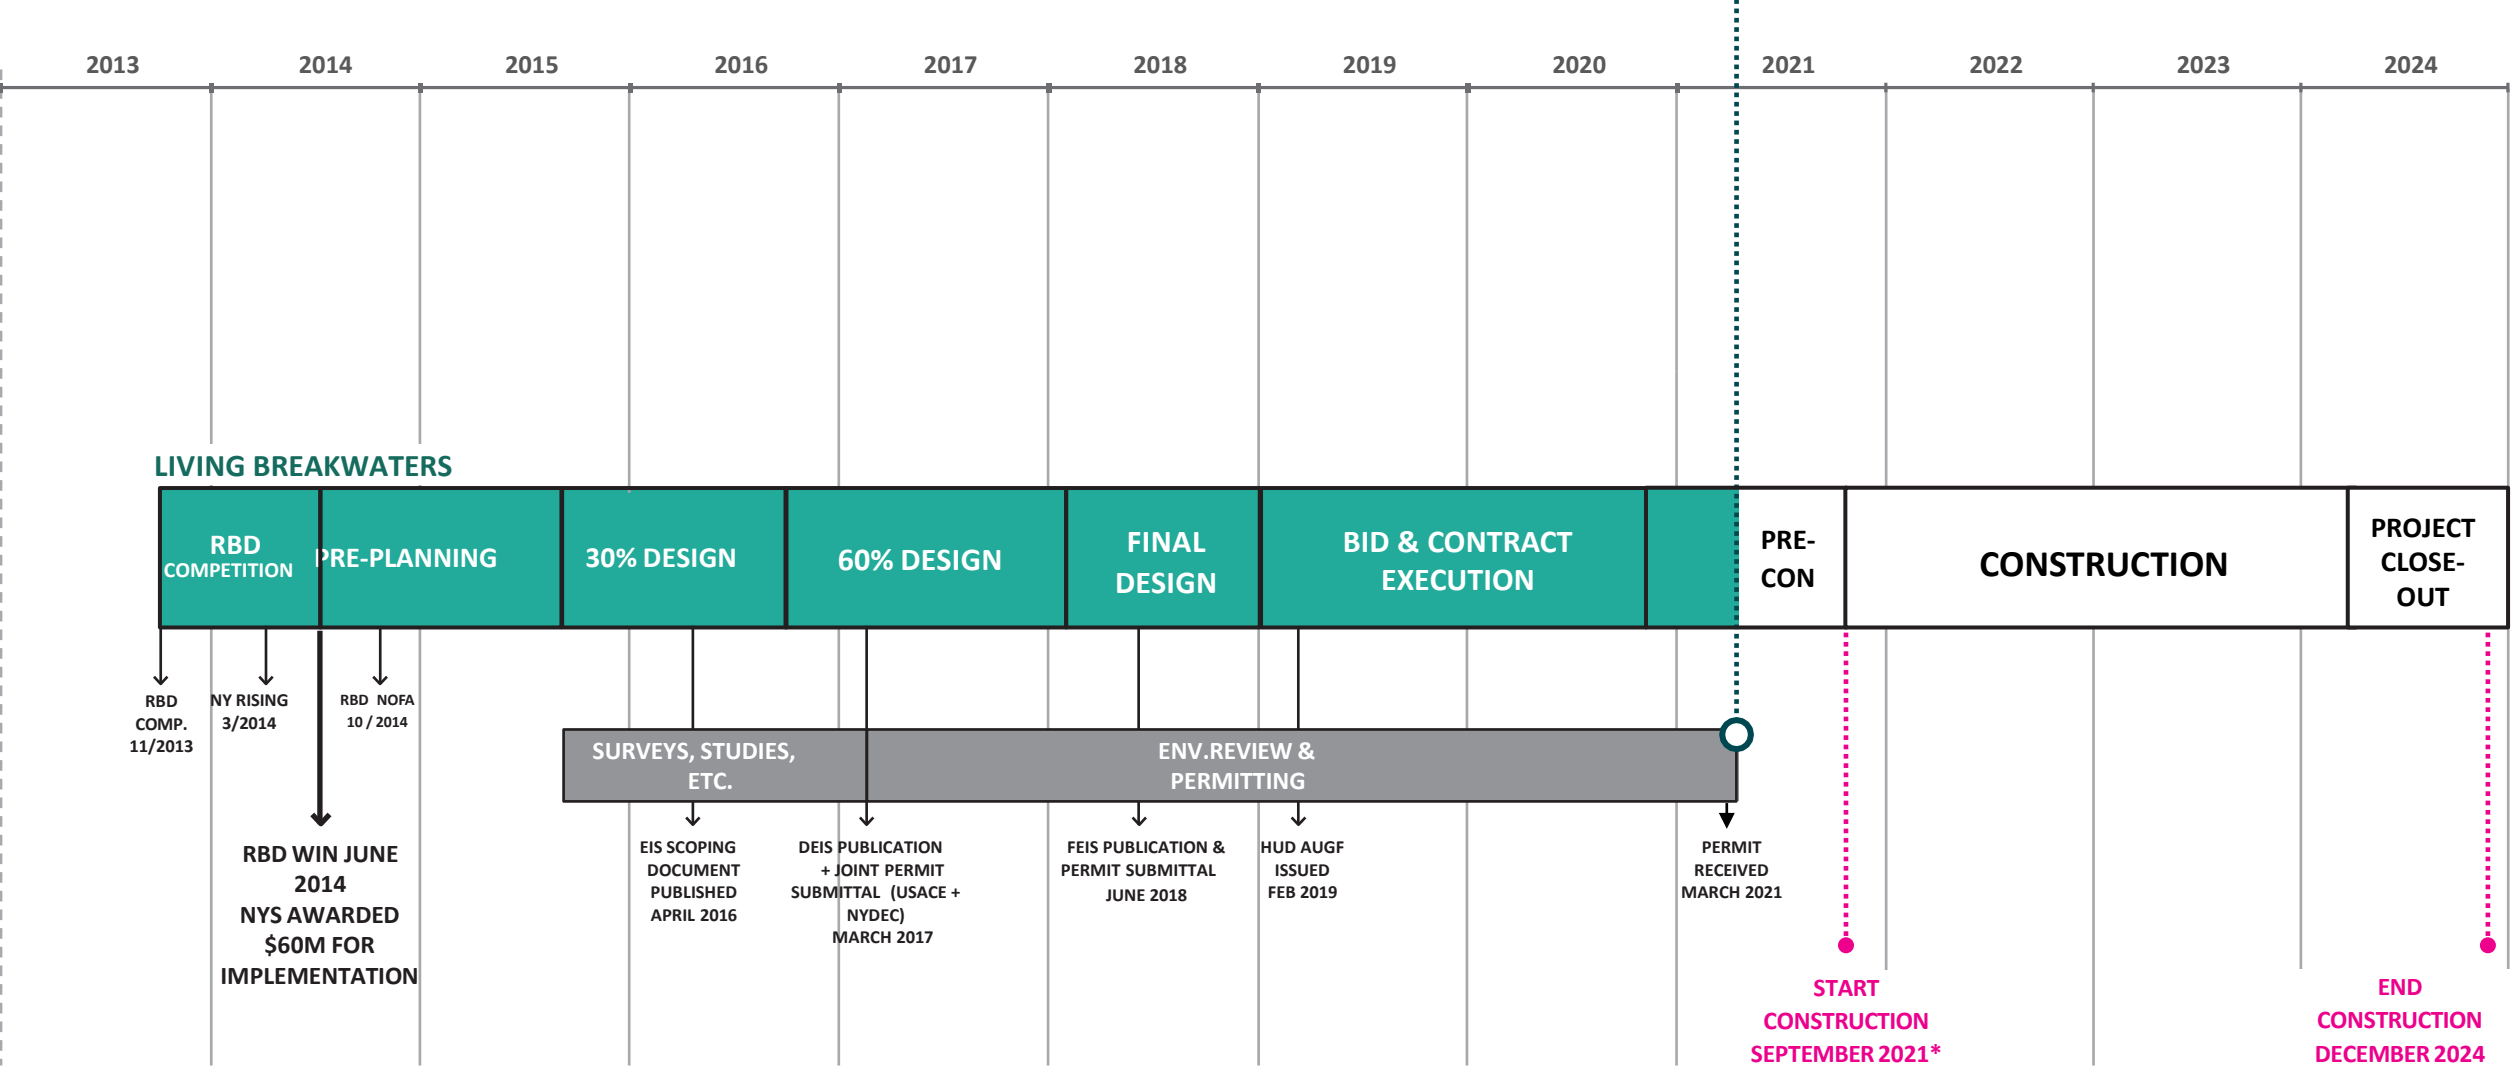 2013
2014
2015
2016
2017
2018
2019
2020
2021
2022
2023
2024
LIVING BREAKWATERS
RBD
COMPETITION
PRE-PLANNING
30% DESIGN
60% DESIGN
FINAL
DESIGN
BID & CONTRACT
EXECUTION
PRE-
CON
CONSTRUCTION
PROJECT
CLOSE-
OUT
RBD
COMP.
11/2013
NY RISING
3/2014
RBD NOFA
10 / 2014
SURVEYS, STUDIES,
ETC.
ENV.REVIEW &
PERMITTING
RBD WIN JUNE
2014
NYS AWARDED
$60M FOR
IMPLEMENTATION
EIS SCOPING
DOCUMENT
PUBLISHED
APRIL 2016
DEIS PUBLICATION
+ JOINT PERMIT
SUBMITTAL (USACE +
NYDEC)
MARCH 2017
FEIS PUBLICATION &
PERMIT SUBMITTAL
JUNE 2018
HUD AUGF
ISSUED
FEB 2019
PERMIT
RECEIVED
MARCH 2021
START
CONSTRUCTION
SEPTEMBER 2021*
END
CONSTRUCTION
DECEMBER 2024